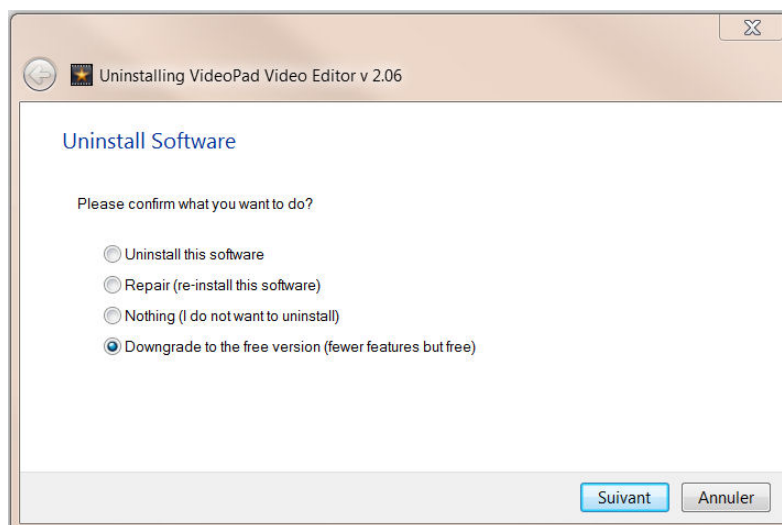 Uninstalling VideoPad Video Editor v 2.06
Uninstall Software
Please confirm what you want to do?
Uninstall this software
Repair (re-install this software)
Nothing (I do not want to uninstall)
Downgrade to the free version (fewer features but free)
Suivant Annuler